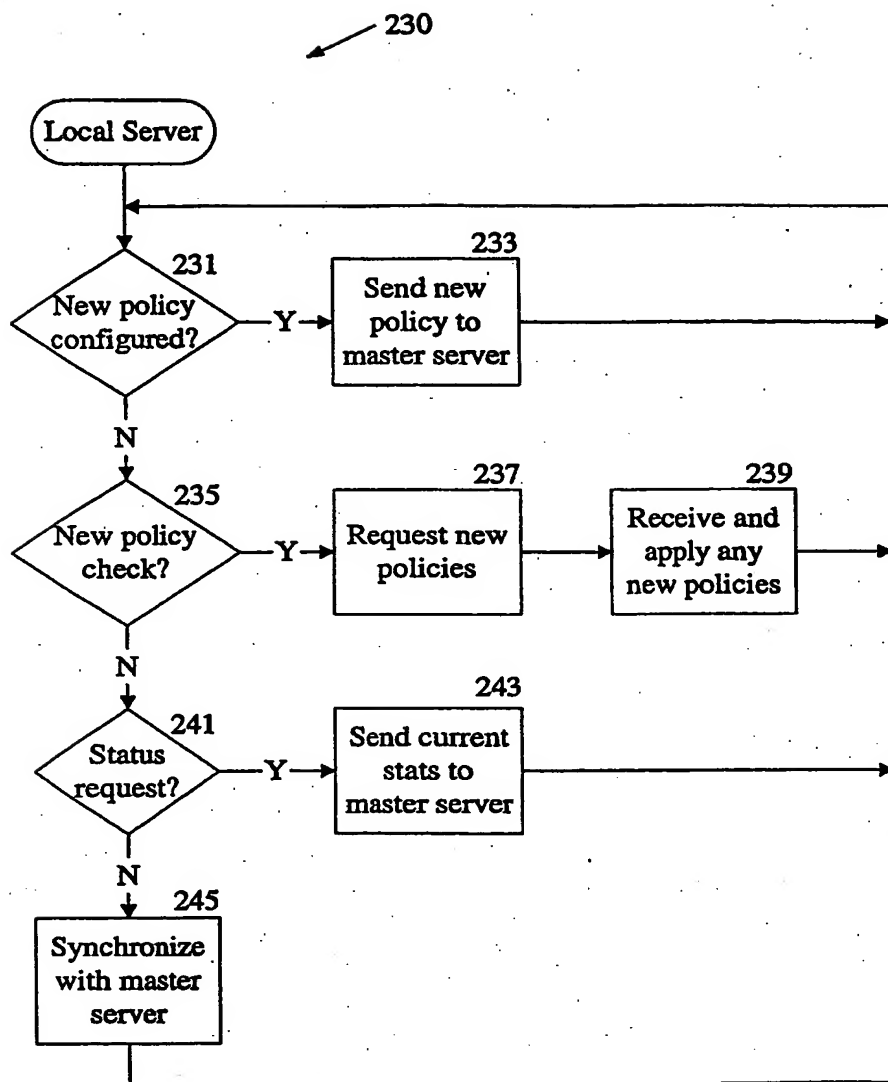 230
Local Server
231
New policy
configured?
Y
233
Send new
policy to
master server
N
235
New policy
check?
Y
237
Request new
policies
239
Receive and
apply any
new policies
N
241
Status
request?
Y
243
Send current
stats to
master server
N
245
Synchronize
with master
server